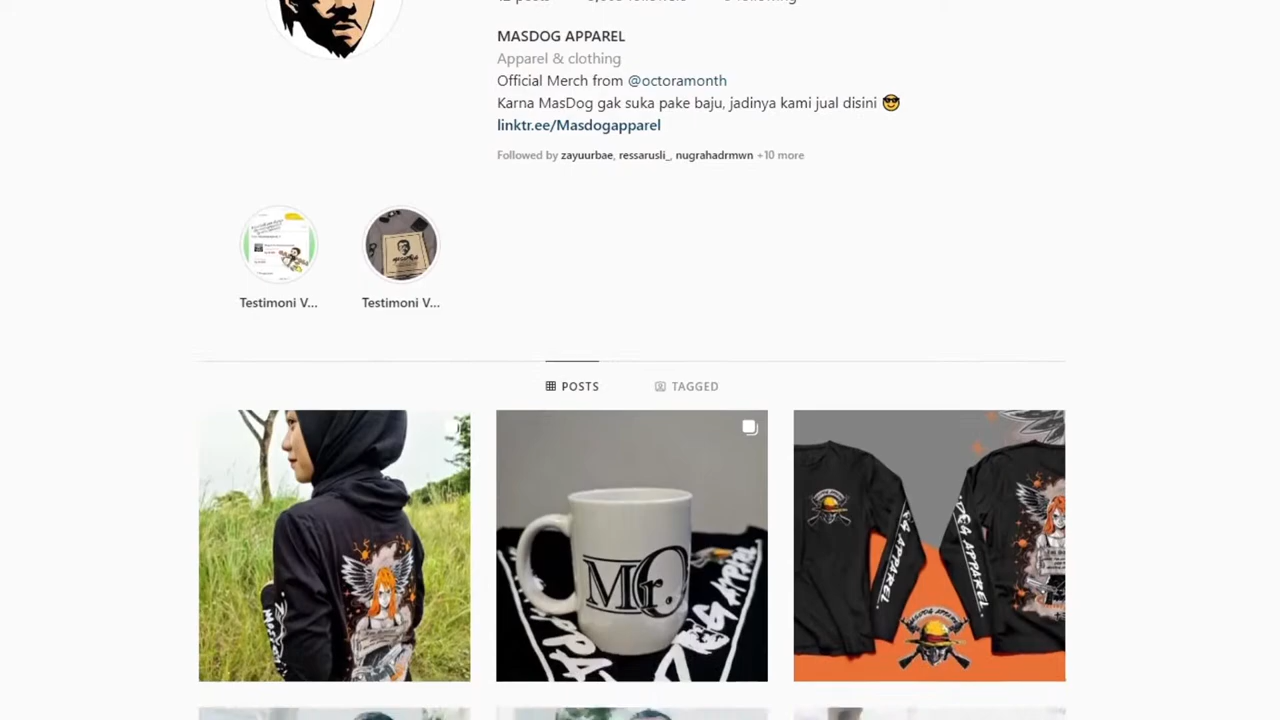 MASDOG APPAREL
Apparel & clothing
Official Merch from @octoramonth
Karna MasDog gak suka pake baju, jadinya kami jual disini 😎
linktr.ee/Masdogapparel
Followed by zayuurbae, ressarusli_, nugrahadrmwn +10 more
Testimoni V...
Testimoni V...
POSTS
TAGGED
Mr.O
APPAREL